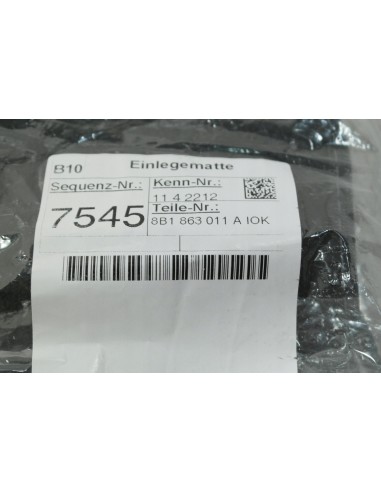 B10 Einlegematte
Sequenz-Nr.: Kenn-Nr.:
11 4 2212
7545 Teile-Nr.:
8B1 863 011 A IOK